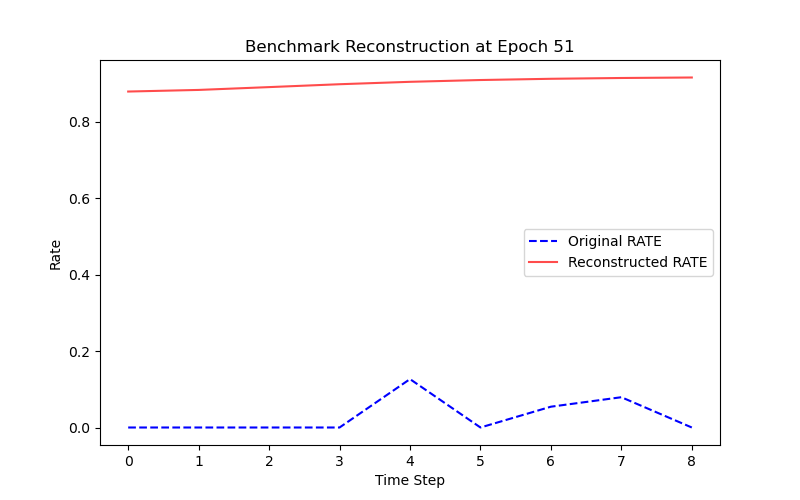 Benchmark Reconstruction at Epoch 51
Rate
0.8
0.6
0.4
0.2
0.0
Original RATE
Reconstructed RATE
0 1 2 3 4 5 6 7 8
Time Step